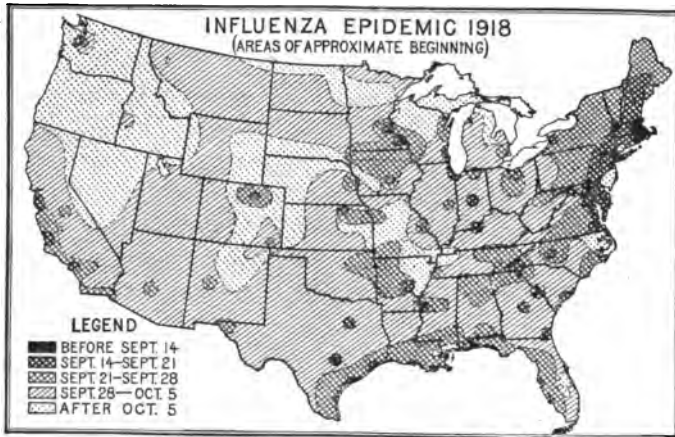 INFLUENZA EPIDEMIC 1918
(AREAS OF APPROXIMATE BEGINNING)
LEGEND
BEFORE SEPT. 14
SEPT. 14—SEPT. 21
SEPT. 21—SEPT. 28
SEPT. 28—OCT. 5
AFTER OCT. 5